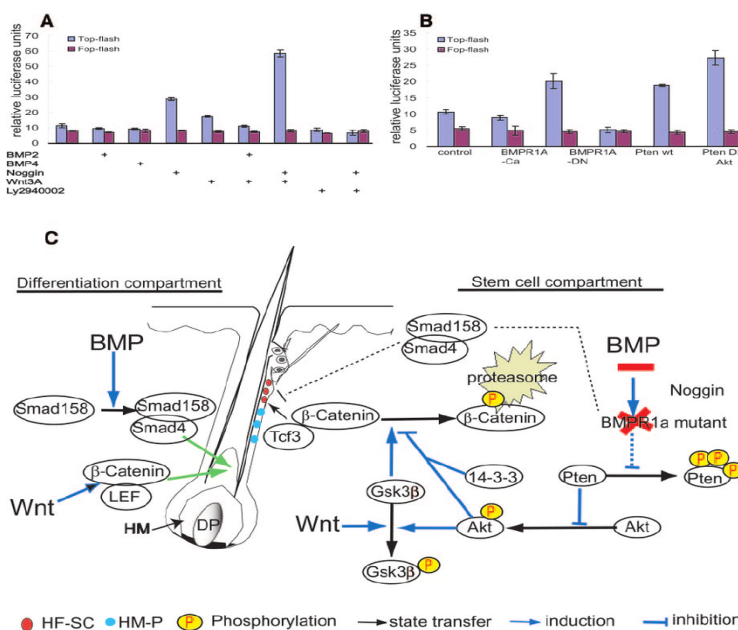 A
relative luciferase units
70
60
50
40
30
20
10
0
Top-flash
Fop-flash
BMP2 + +
BMP4 +
Noggin + + +
Wnt3A + + +
Ly2940002 + +
B
relative luciferase units
35
30
25
20
15
10
5
0
Top-flash
Fop-flash
control
BMPR1A
-Ca
BMPR1A
-DN
Pten wt
Pten D
Akt
C
Differentiation compartment
Stem cell compartment
BMP
Smad158
Smad158
Smad4
β-Catenin
LEF
Wnt
HM
DP
Smad158
Smad4
proteasome
β-Catenin
P
β-Catenin
Tcf3
BMP
Noggin
BMPR1a mutant
14-3-3
Gsk3β
Pten
P P P
Pten
Wnt
P
Akt
Akt
Gsk3β P
HF-SC HM-P P Phosphorylation state transfer induction inhibition